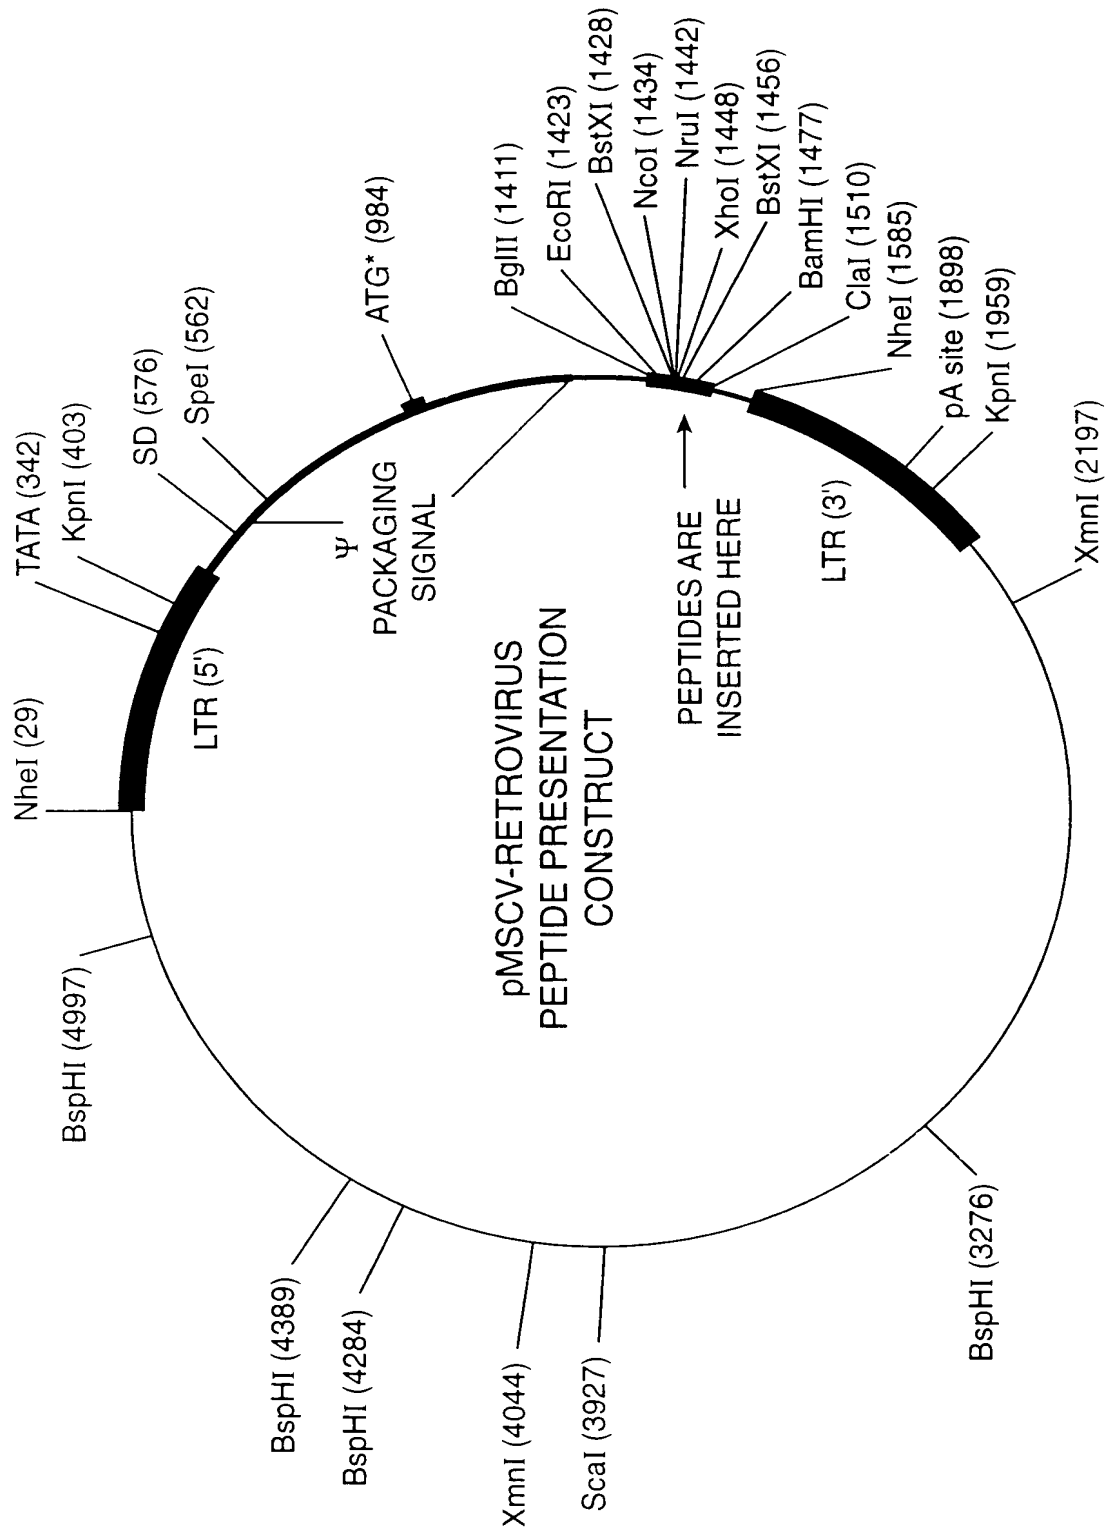 NheI (29)
TATA (342)
KpnI (403)
SD (576)
SpeI (562)
ATG* (984)
BglII (1411)
EcoRI (1423)
BstXI (1428)
NcoI (1434)
NruI (1442)
XhoI (1448)
BstXI (1456)
BamHI (1477)
ClaI (1510)
NheI (1585)
pA site (1898)
KpnI (1959)
XmnI (2197)
BspHI (3276)
ScaI (3927)
XmnI (4044)
BspHI (4284)
BspHI (4389)
BspHI (4997)
LTR (5')
Ψ
PACKAGING
SIGNAL
PEPTIDES ARE
INSERTED HERE
LTR (3')
pMSCV-RETROVIRUS
PEPTIDE PRESENTATION
CONSTRUCT